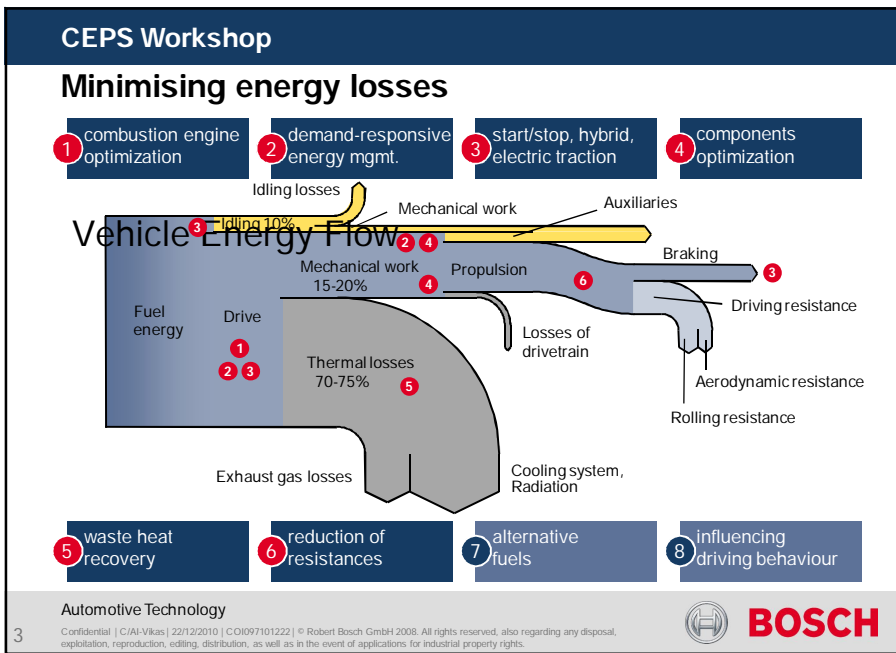 CEPS Workshop
Minimising energy losses
1 combustion engine
optimization
2 demand-responsive
energy mgmt.
3 start/stop, hybrid,
electric traction
4 components
optimization
Idling losses
Mechanical work
Auxiliaries
3 Idling 10%
Vehicle Energy Flow
2 4
Braking
3
Mechanical work
15-20%
4
Propulsion
6
Driving resistance
Fuel
energy
Drive
1
2 3
Losses of
drivetrain
Thermal losses
70-75%
5
Aerodynamic resistance
Rolling resistance
Exhaust gas losses
Cooling system,
Radiation
5 waste heat
recovery
6 reduction of
resistances
7 alternative
fuels
8 influencing
driving behaviour
Automotive Technology
3
Confidential | C/AI-Vikas | 22/12/2010 | COI097101222 | © Robert Bosch GmbH 2008. All rights reserved, also regarding any disposal,
exploitation, reproduction, editing, distribution, as well as in the event of applications for industrial property rights.
BOSCH